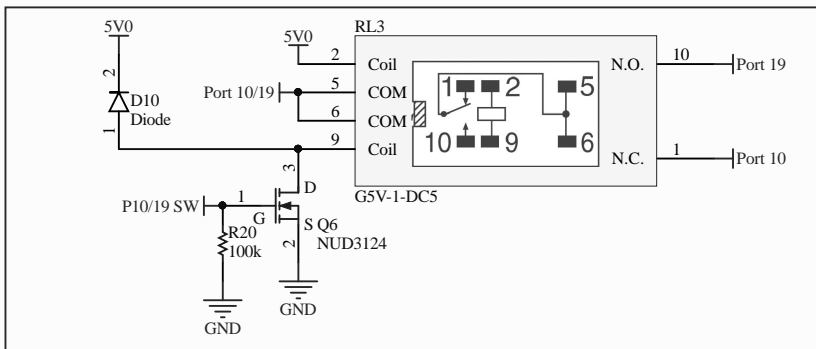 5V0
RL3
5V0
2
Coil
N.O.
10
Port 19
2
D10
Diode
1
Port 10/19
5
COM
6
COM
9
Coil
1
2
5
10
9
6
N.C.
1
Port 10
G5V-1-DC5
3
D
P10/19 SW
1
G
S
Q6
NUD3124
2
R20
100k
GND
GND